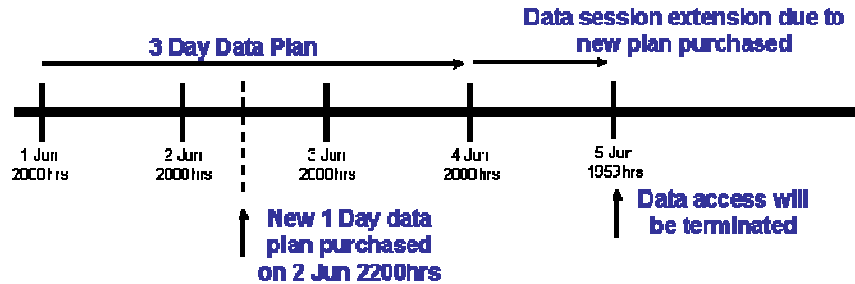 Data session extension due to
new plan purchased
3 Day Data Plan
1 Jun
2000hrs
2 Jun
2000hrs
3 Jun
2000hrs
4 Jun
2000hrs
5 Jun
1959hrs
New 1 Day data
plan purchased
on 2 Jun 2200hrs
Data access will
be terminated